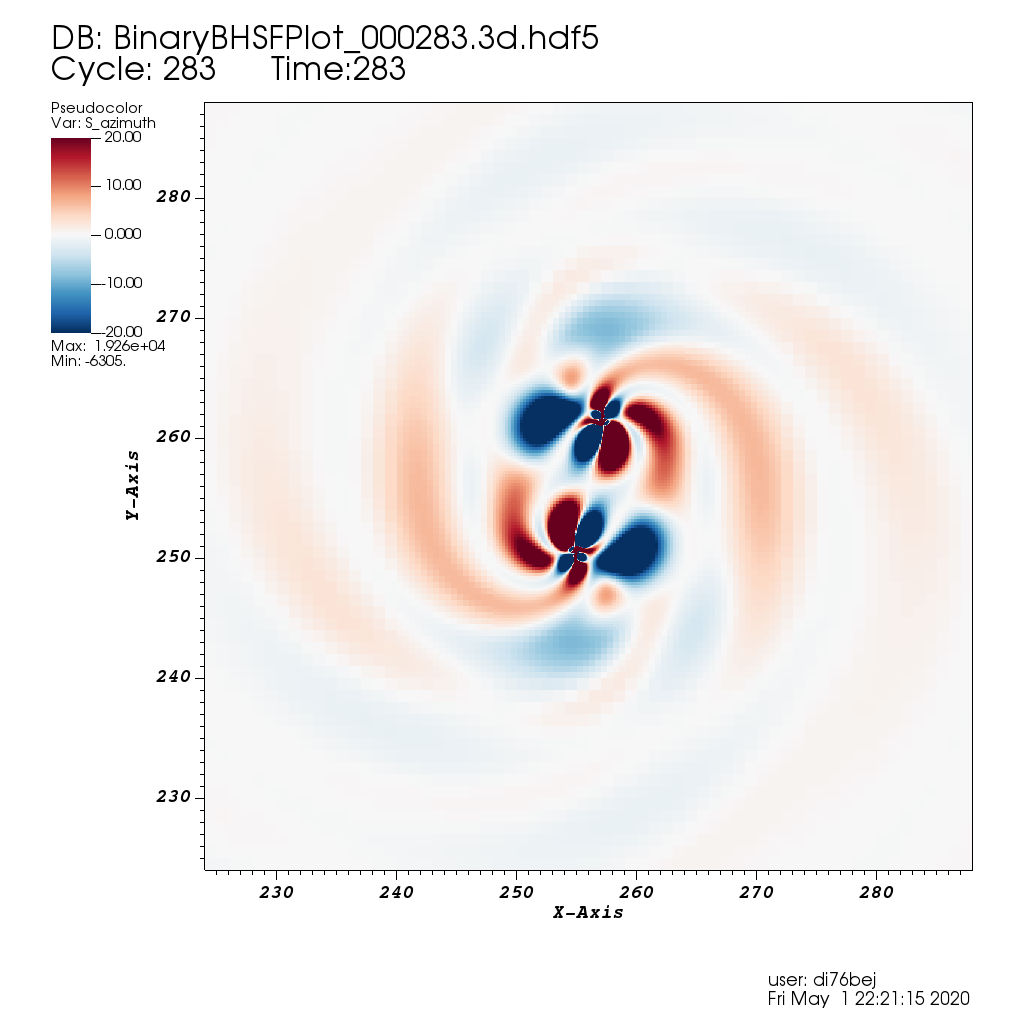 DB: BinaryBHSFPlot_000283.3d.hdf5
Cycle: 283 Time:283
Pseudocolor
Var: S_azimuth
20.00
10.00
0.000
-10.00
-20.00
Max: 1.926e+04
Min: -6305.
280
270
260
250
240
230
Y-Axis
230 240 250 260 270 280
X-Axis
user: di76bej
Fri May 1 22:21:15 2020